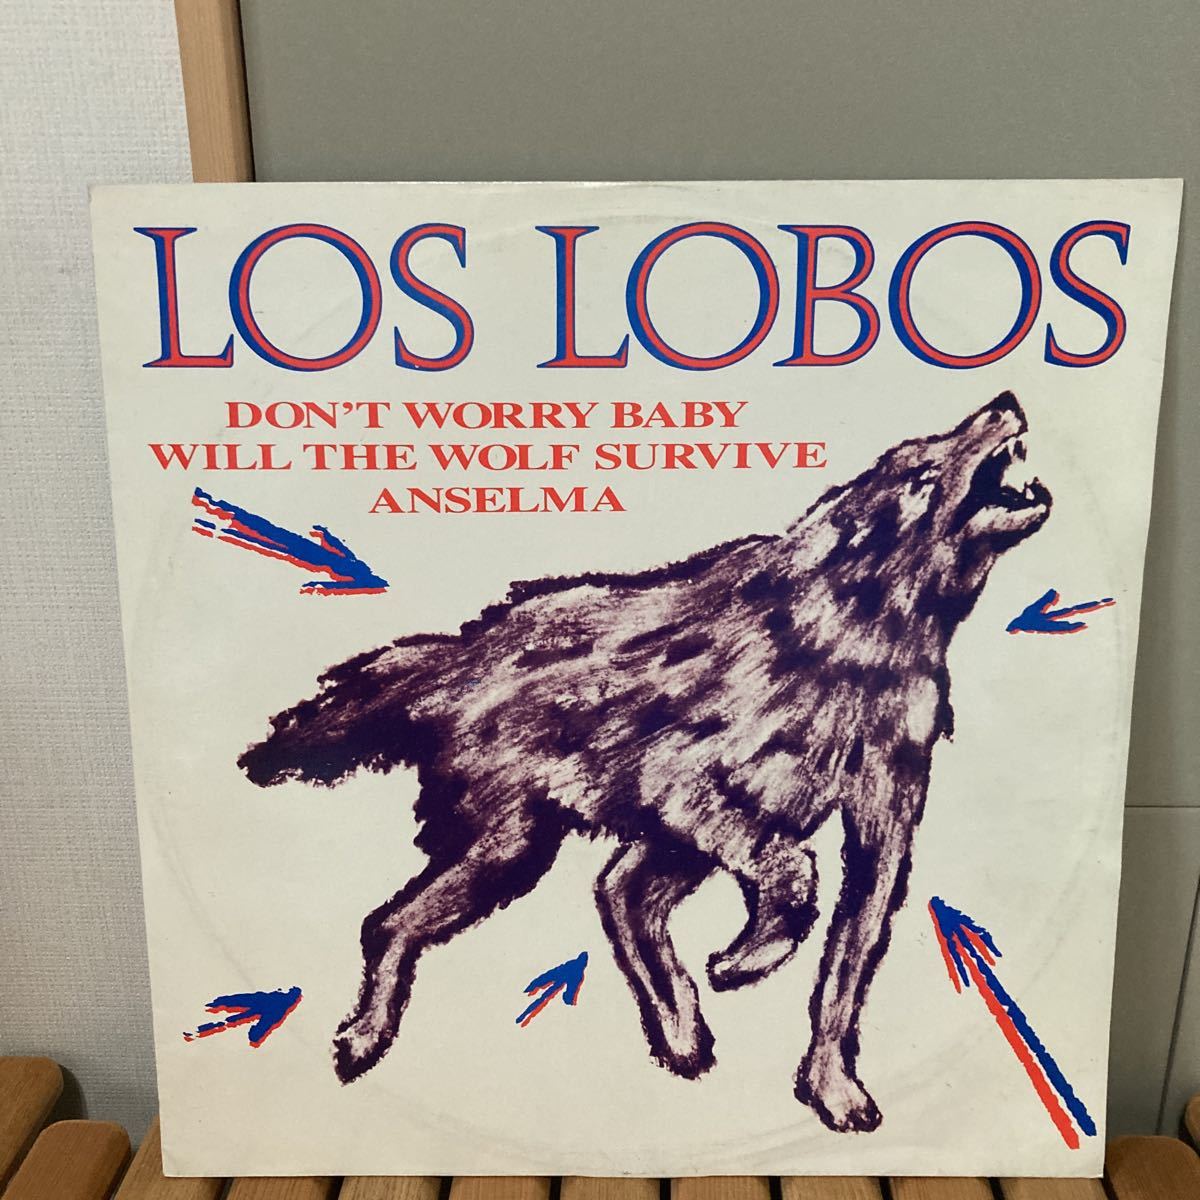 LOS LOBOS
DON'T WORRY BABY
WILL THE WOLF SURVIVE
ANSELMA